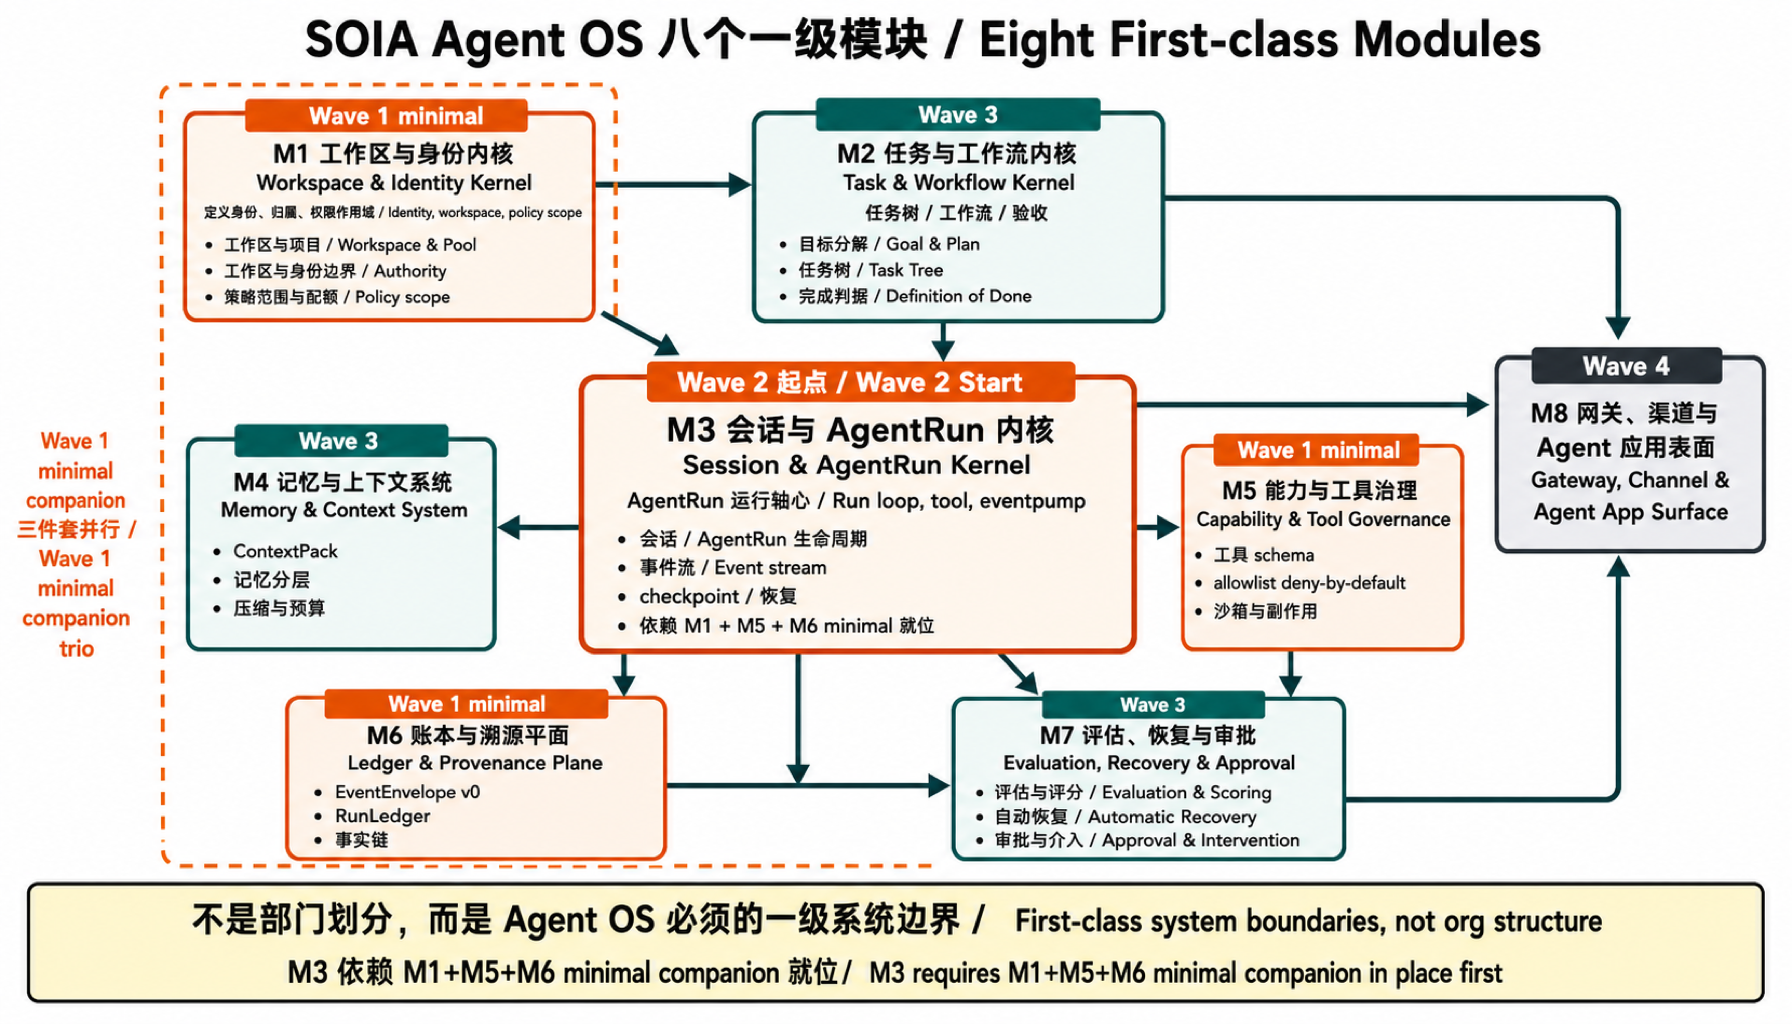 SOIA Agent OS 八个一级模块 / Eight First-class Modules
Wave 1 minimal
M1 工作区与身份内核
Workspace & Identity Kernel
定义身份、归属、权限作用域 / Identity, workspace, policy scope
• 工作区与项目 / Workspace & Pool
• 工作区与身份边界 / Authority
• 策略范围与配额 / Policy scope
Wave 3
M2 任务与工作流内核
Task & Workflow Kernel
任务树 / 工作流 / 验收
• 目标分解 / Goal & Plan
• 任务树 / Task Tree
• 完成判据 / Definition of Done
Wave 2 起点 / Wave 2 Start
M3 会话与 AgentRun 内核
Session & AgentRun Kernel
AgentRun 运行轴心 / Run loop, tool, eventpump
• 会话 / AgentRun 生命周期
• 事件流 / Event stream
• checkpoint / 恢复
• 依赖 M1 + M5 + M6 minimal 就位
Wave 1
minimal
companion
三件套并行 /
Wave 1
minimal
companion
trio
Wave 3
M4 记忆与上下文系统
Memory & Context System
• ContextPack
• 记忆分层
• 压缩与预算
Wave 1 minimal
M5 能力与工具治理
Capability & Tool Governance
• 工具 schema
• allowlist deny-by-default
• 沙箱与副作用
Wave 4
M8 网关、渠道与
Agent 应用表面
Gateway, Channel &
Agent App Surface
Wave 1 minimal
M6 账本与溯源平面
Ledger & Provenance Plane
• EventEnvelope v0
• RunLedger
• 事实链
Wave 3
M7 评估、恢复与审批
Evaluation, Recovery & Approval
• 评估与评分 / Evaluation & Scoring
• 自动恢复 / Automatic Recovery
• 审批与介入 / Approval & Intervention
不是部门划分，而是 Agent OS 必须的一级系统边界 / First-class system boundaries, not org structure
M3 依赖 M1+M5+M6 minimal companion 就位 / M3 requires M1+M5+M6 minimal companion in place first